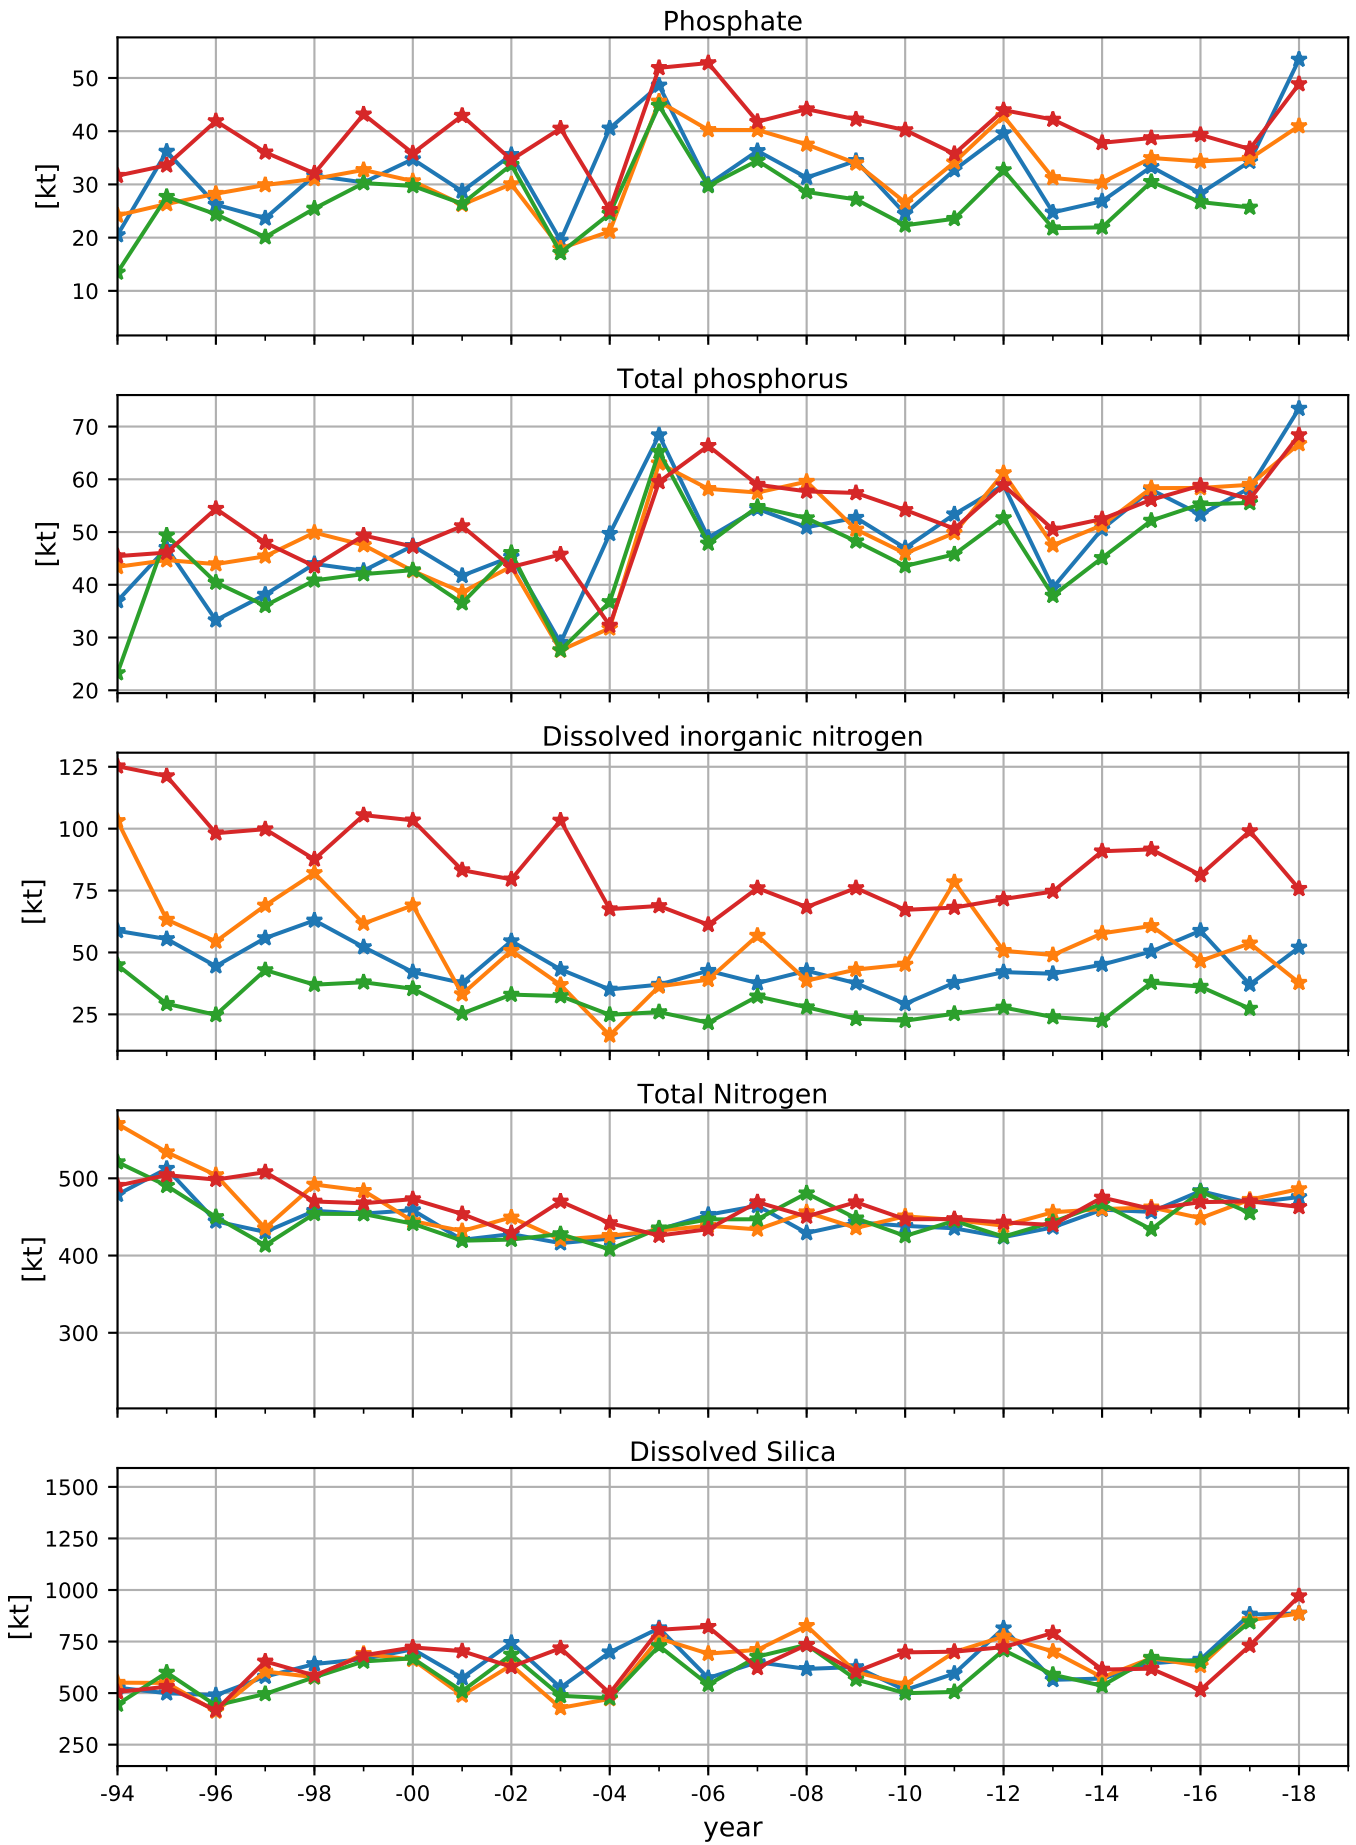 Phosphate
50
40
30
20
10
[kt]
Total phosphorus
70
60
50
40
30
20
[kt]
Dissolved inorganic nitrogen
125
100
75
50
25
[kt]
Total Nitrogen
500
400
300
[kt]
Dissolved Silica
1500
1250
1000
750
500
250
[kt]
-94 -96 -98 -00 -02 -04 -06 -08 -10 -12 -14 -16 -18
year